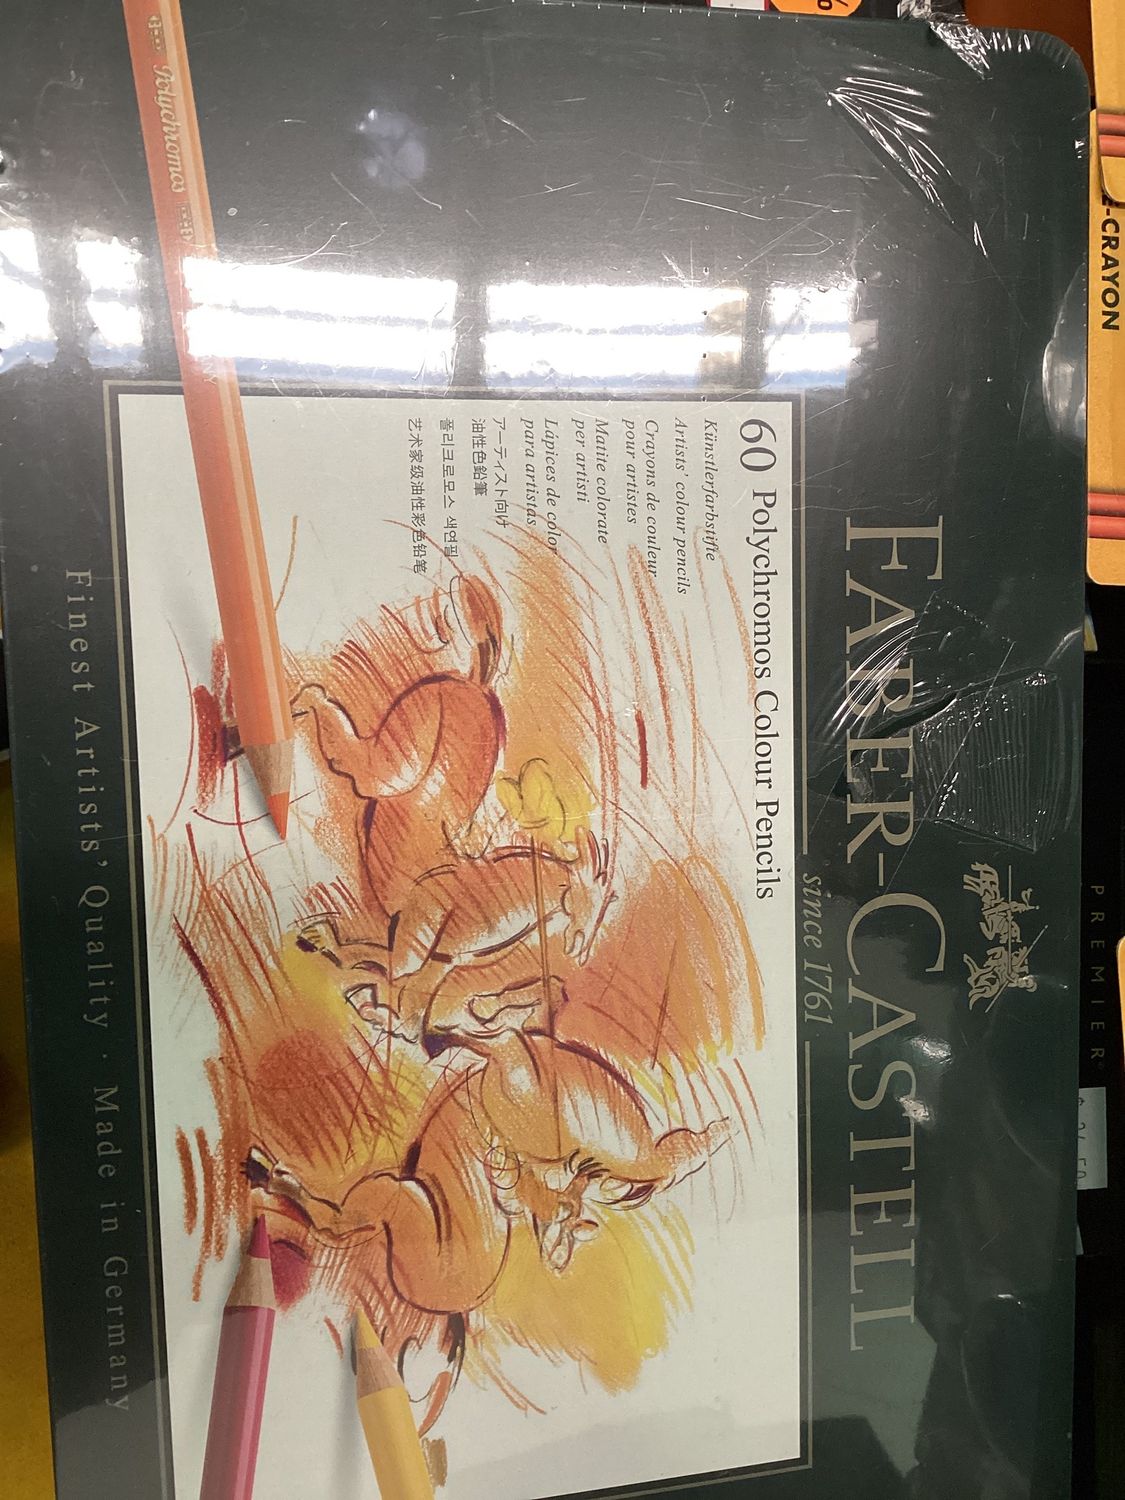 FABER-CASTELL
since 1761
60 Polychromos Colour Pencils
Künstlerfarbstifte
Artists' colour pencils
Crayons de couleur
pour artistes
Matite colorate
per artisti
Lápices de color
para artistas
アーティスト向け
油性色鉛筆
폴리크로모스 색연필
艺术家级油性彩色铅笔
Polychromos
Finest Artists' Quality · Made in Germany
-CRAYON
PREMIER
%